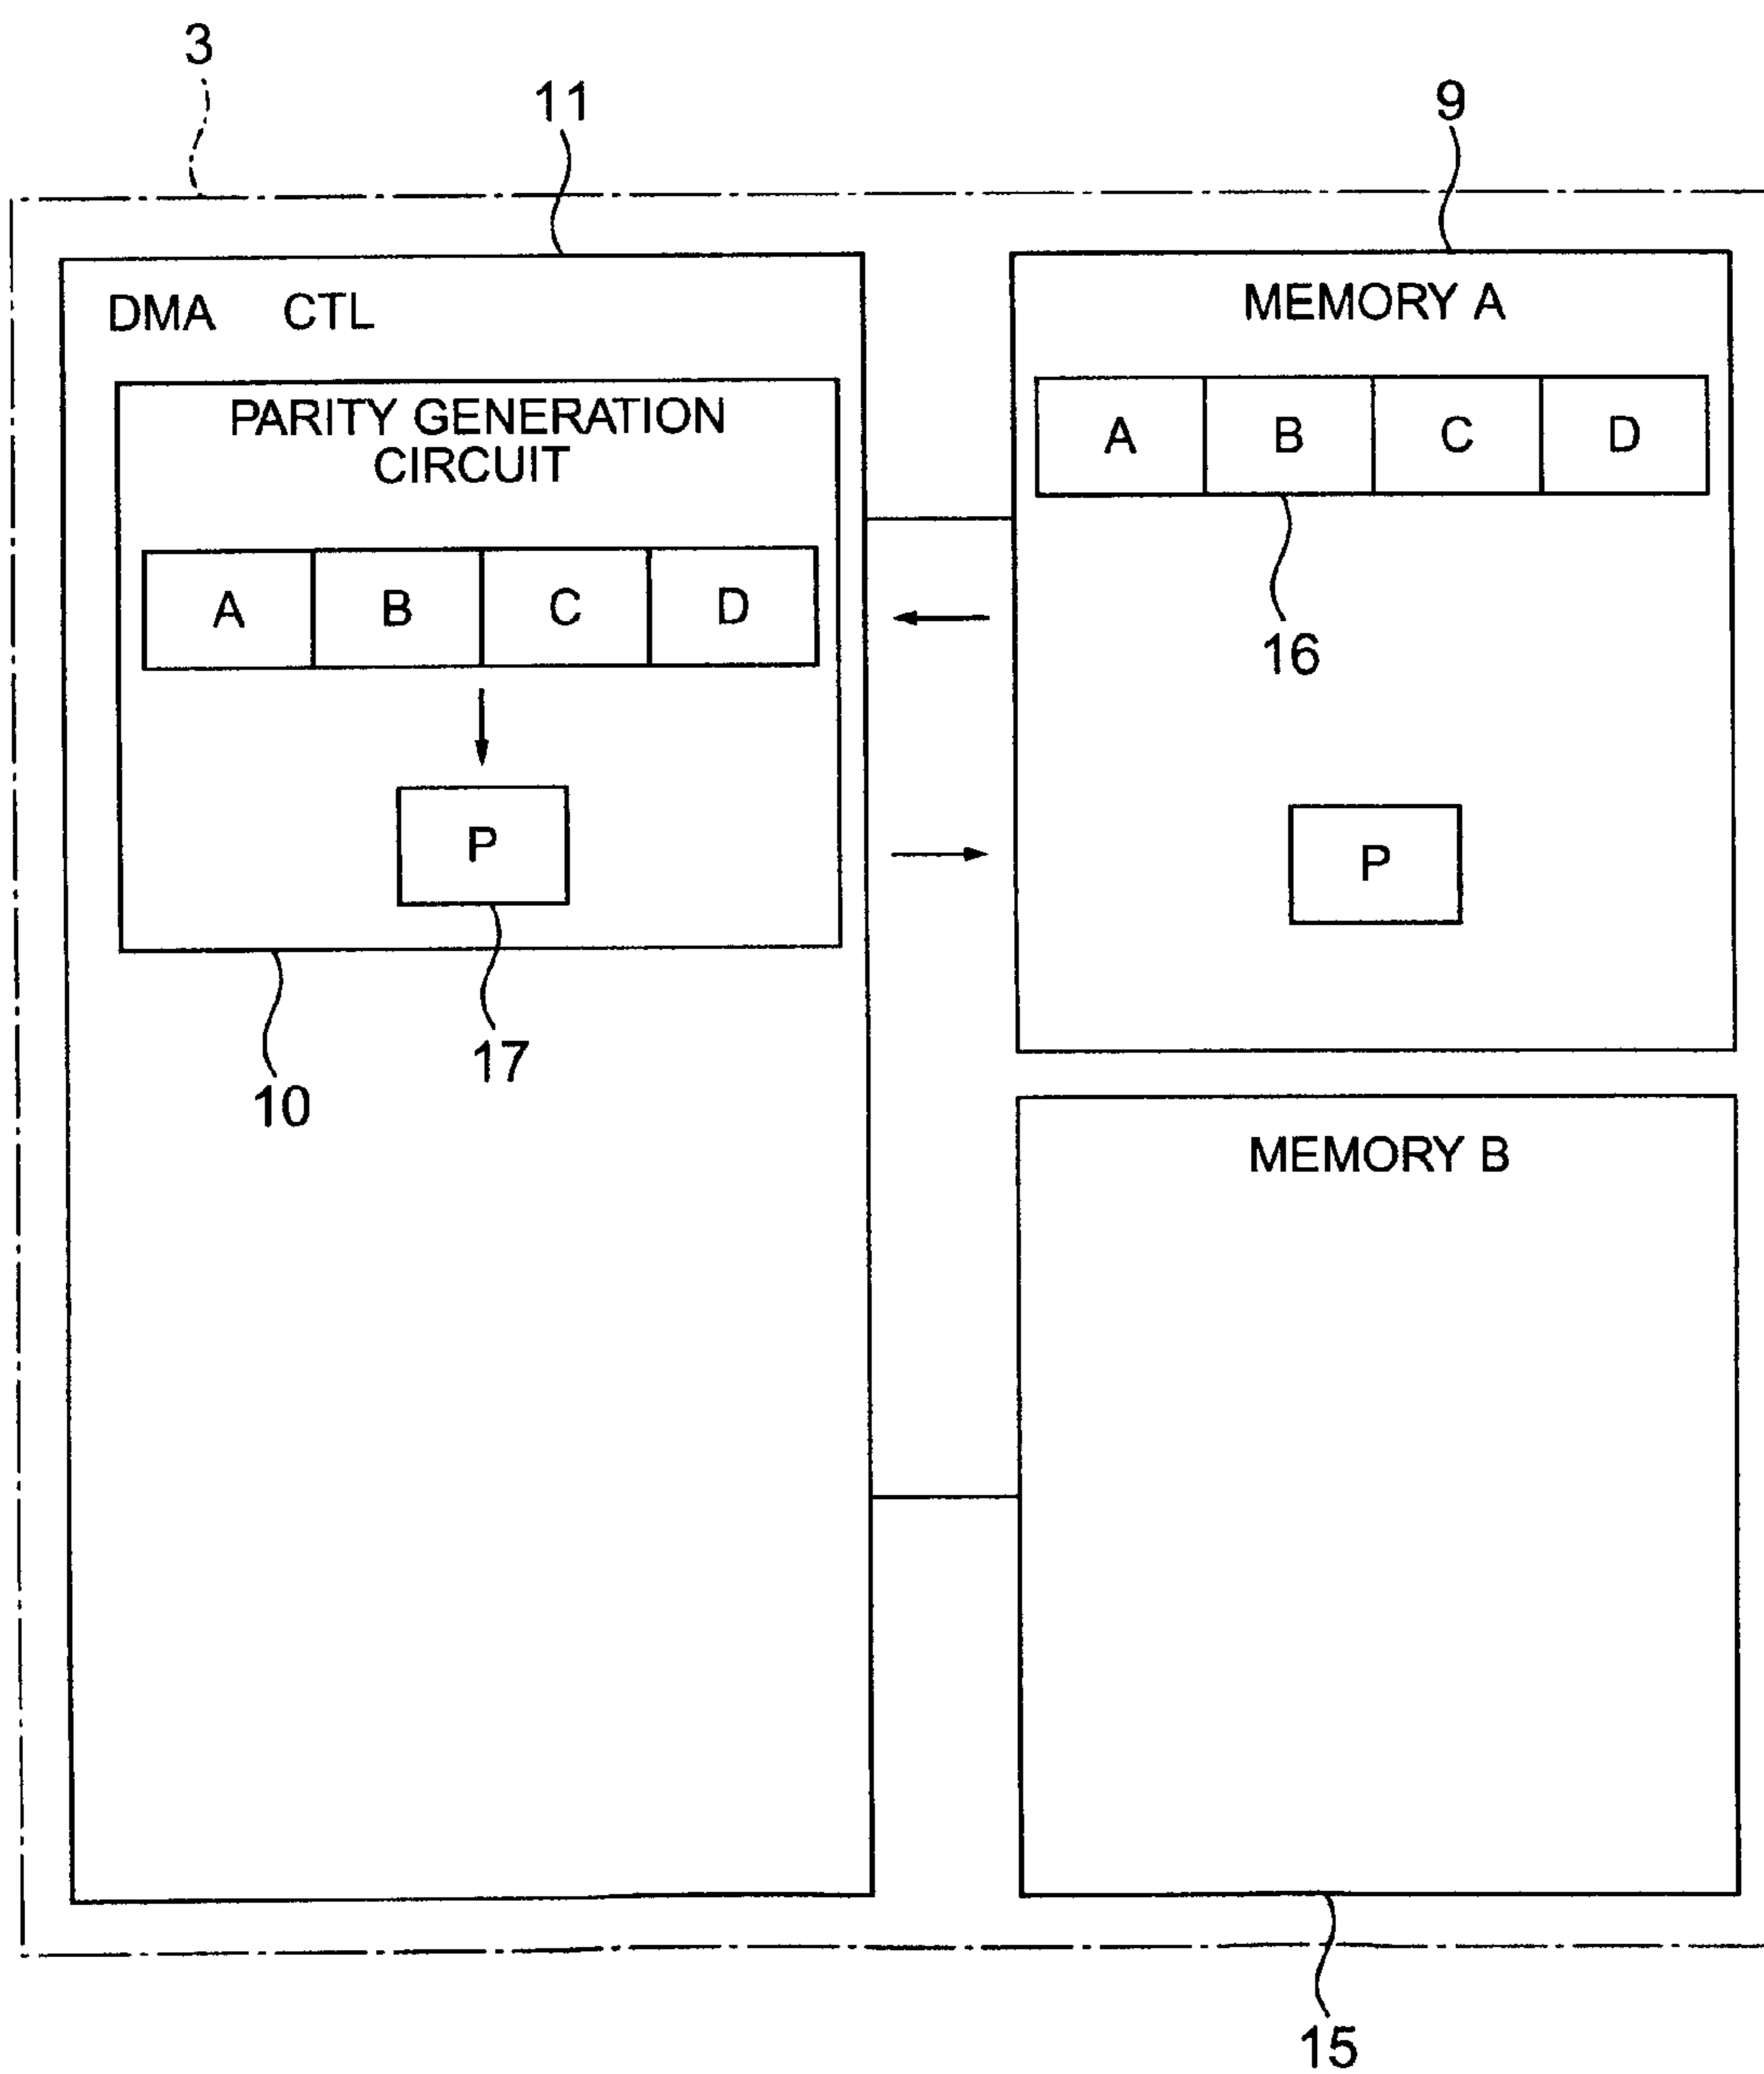 3
11
9
DMA CTL
MEMORY A
PARITY GENERATION
CIRCUIT
A B C D
A B C D
16
P
P
17
10
MEMORY B
15